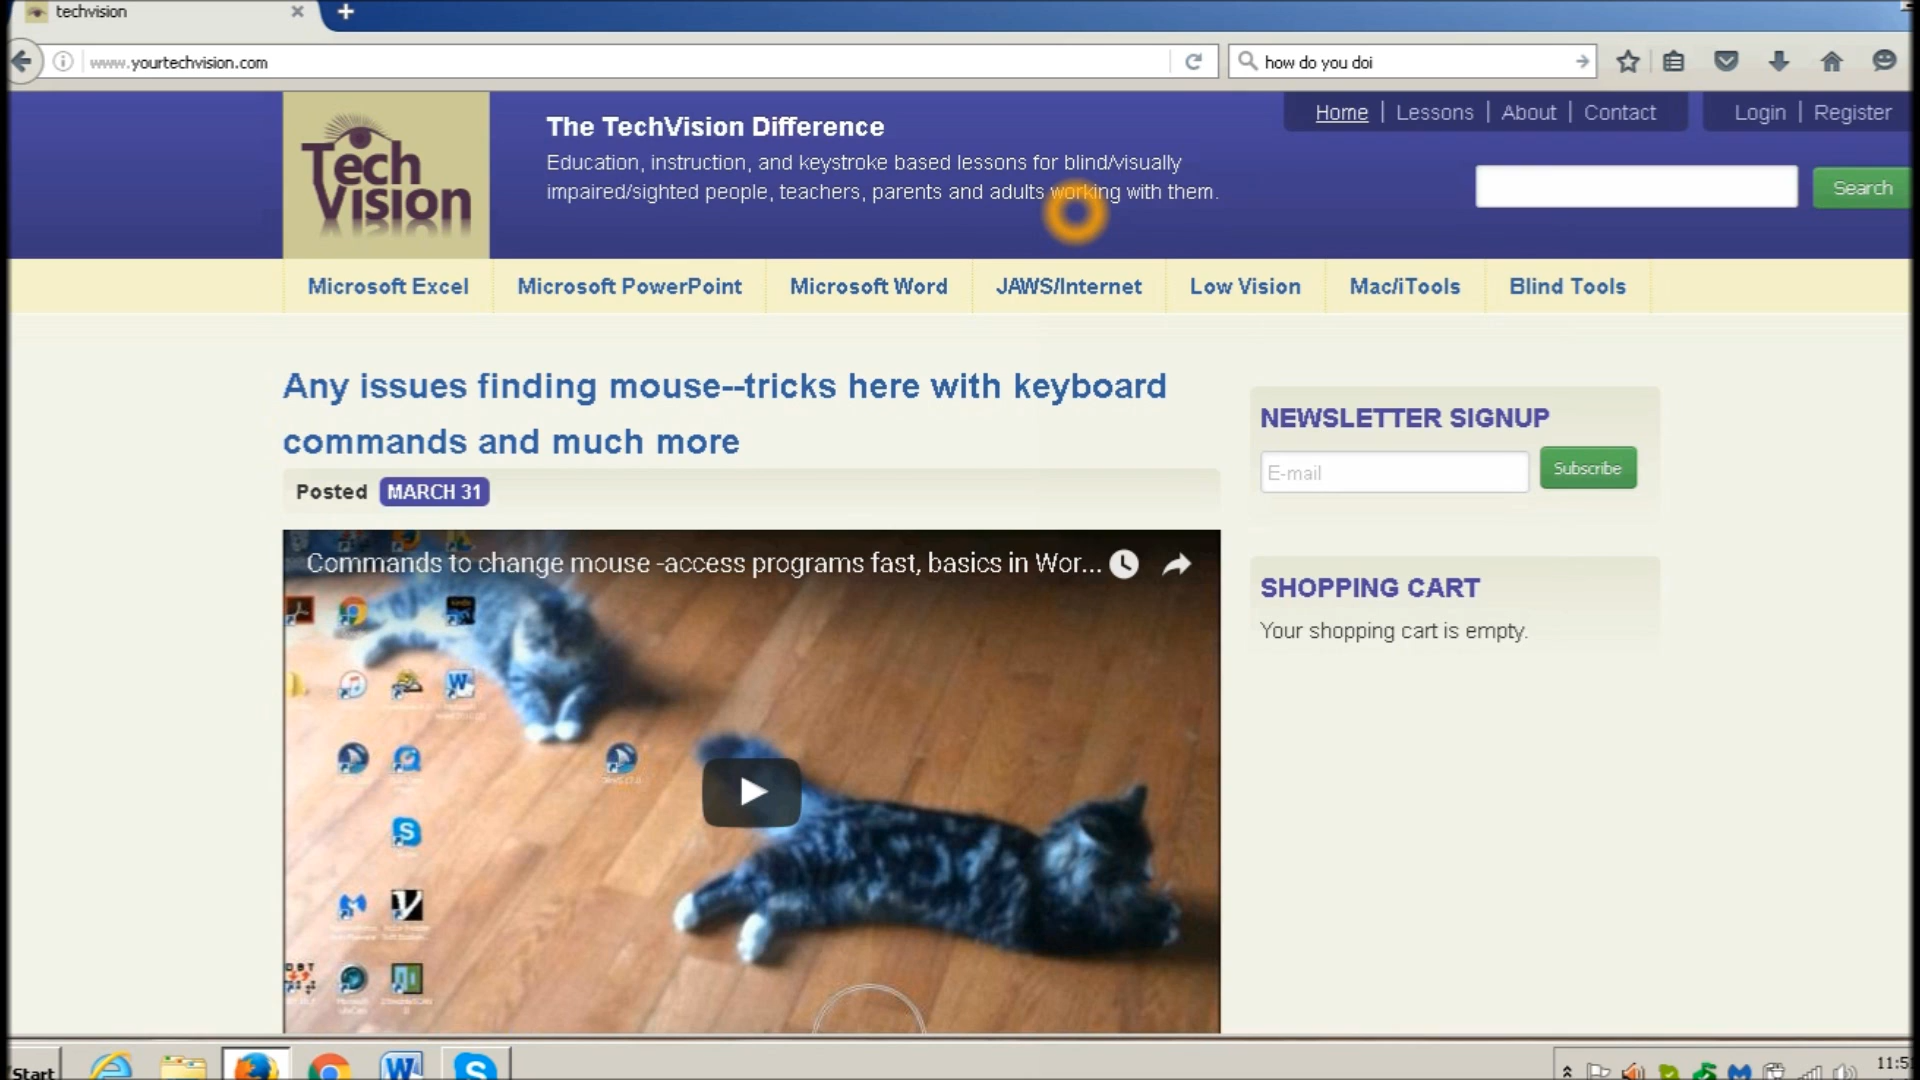 techvision
www.yourtechvision.com
how do you doi
Tech
Vision
The TechVision Difference
Education, instruction, and keystroke based lessons for blind/visually
impaired/sighted people, teachers, parents and adults working with them.
Home | Lessons | About | Contact
Login | Register
Search
Microsoft Excel
Microsoft PowerPoint
Microsoft Word
JAWS/Internet
Low Vision
Mac/iTools
Blind Tools
Any issues finding mouse--tricks here with keyboard
commands and much more
Posted MARCH 31
NEWSLETTER SIGNUP
E-mail
Subscribe
SHOPPING CART
Your shopping cart is empty.
Commands to change mouse -access programs fast, basics in Wor...
Start
11:5